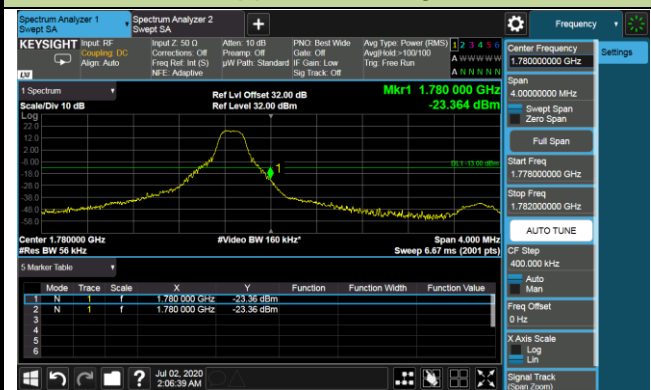 Spectrum Analyzer 1
Swept SA
Spectrum Analyzer 2
Swept SA
+
Frequency
KEYSIGHT
Input: RF
Coupling: DC
Align: Auto
Input Z: 50 Ω
Corrections: Off
Freq Ref: Int (S)
NFE: Adaptive
Atten: 10 dB
Preamp: Off
µW Path: Standard
PNO: Best Wide
Gate: Off
IF Gain: Low
Sig Track: Off
Avg Type: Power (RMS)
Avg|Hold:>100/100
Trig: Free Run
1 2 3 4 5 6
A W W W W W
A N N N N N
LXI
1 Spectrum
Scale/Div 10 dB
Log
Ref Lvl Offset 32.00 dB
Ref Level 32.00 dBm
Mkr1 1.780 000 GHz
-23.364 dBm
22.0
12.0
2.00
-8.00
-18.0
-28.0
-38.0
-48.0
-58.0
1
DL1 -13.00 dBm
Center 1.780000 GHz
#Res BW 56 kHz
#Video BW 160 kHz*
Span 4.000 MHz
Sweep 6.67 ms (2001 pts)
5 Marker Table
Mode Trace Scale X Y Function Function Width Function Value
1 N 1 f 1.780 000 GHz -23.36 dBm
2 N 1 f 1.780 000 GHz -23.36 dBm
3
4
5
6
Center Frequency
1.780000000 GHz
Settings
Span
4.00000000 MHz
Swept Span
Zero Span
Full Span
Start Freq
1.778000000 GHz
Stop Freq
1.782000000 GHz
AUTO TUNE
CF Step
400.000 kHz
Auto
Man
Freq Offset
0 Hz
X Axis Scale
Log
Lin
Signal Track
(Span Zoom)
?
Jul 02, 2020
2:06:39 AM